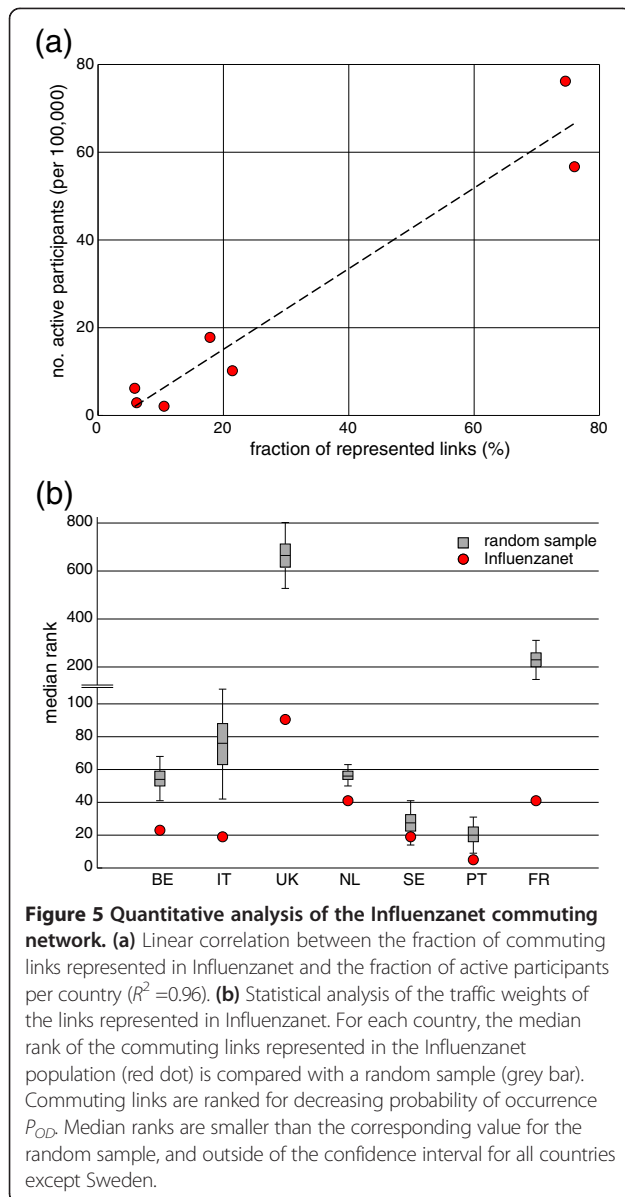 (a)
80
60
40
20
0
no. active participants (per 100,000)
0 20 40 60 80
fraction of represented links (%)
(b)
800
600
400
200
100
80
60
40
20
0
median rank
random sample
Influenzanet
BE IT UK NL SE PT FR
Figure 5 Quantitative analysis of the Influenzanet commuting
network. (a) Linear correlation between the fraction of commuting
links represented in Influenzanet and the fraction of active participants
per country (R² =0.96). (b) Statistical analysis of the traffic weights of
the links represented in Influenzanet. For each country, the median
rank of the commuting links represented in the Influenzanet
population (red dot) is compared with a random sample (grey bar).
Commuting links are ranked for decreasing probability of occurrence
P_OD. Median ranks are smaller than the corresponding value for the
random sample, and outside of the confidence interval for all countries
except Sweden.